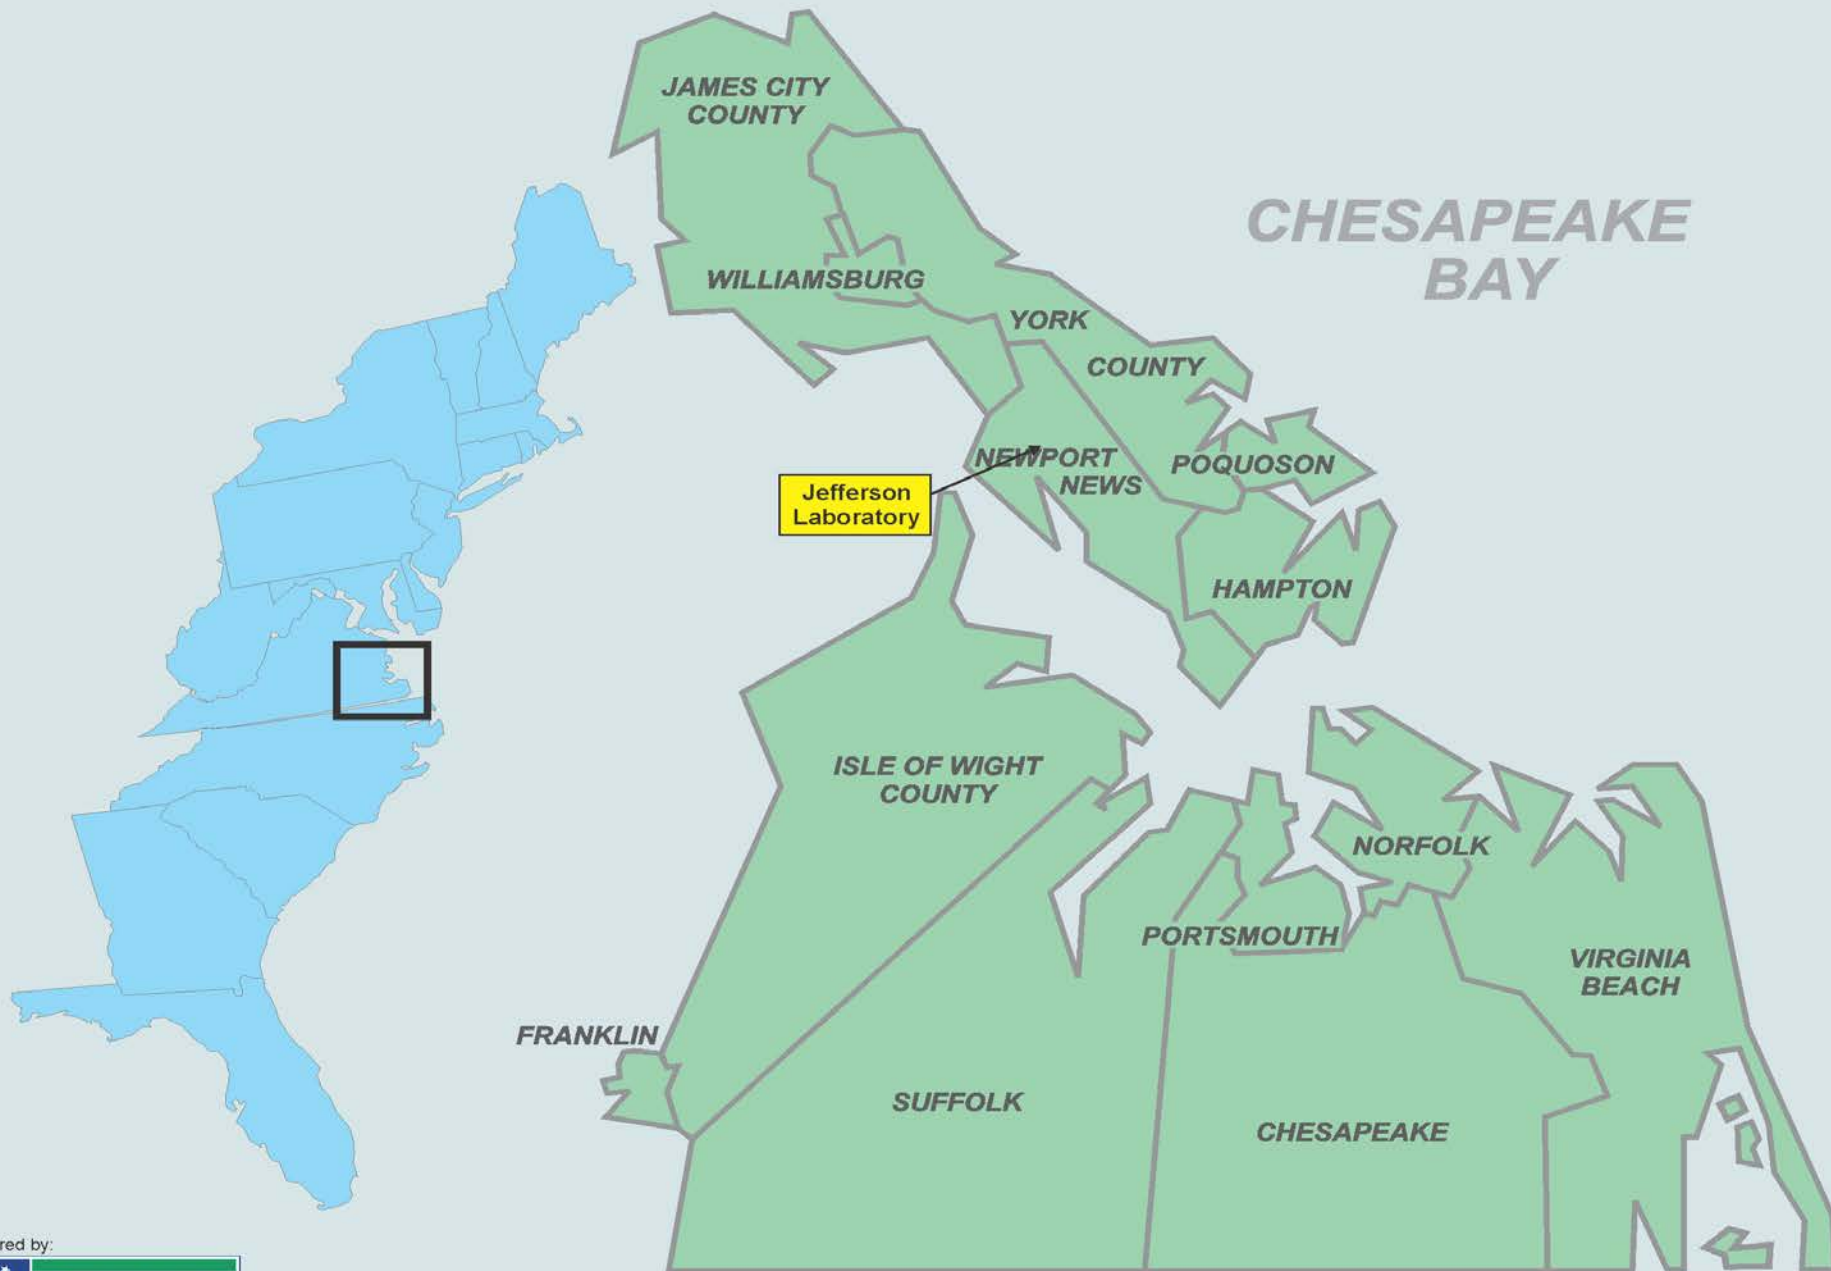 JAMES CITY
COUNTY
CHESAPEAKE
BAY
WILLIAMSBURG
YORK
COUNTY
NEWPORT
NEWS
POQUOSON
Jefferson
Laboratory
HAMPTON
ISLE OF WIGHT
COUNTY
NORFOLK
PORTSMOUTH
VIRGINIA
BEACH
FRANKLIN
SUFFOLK
CHESAPEAKE
by: